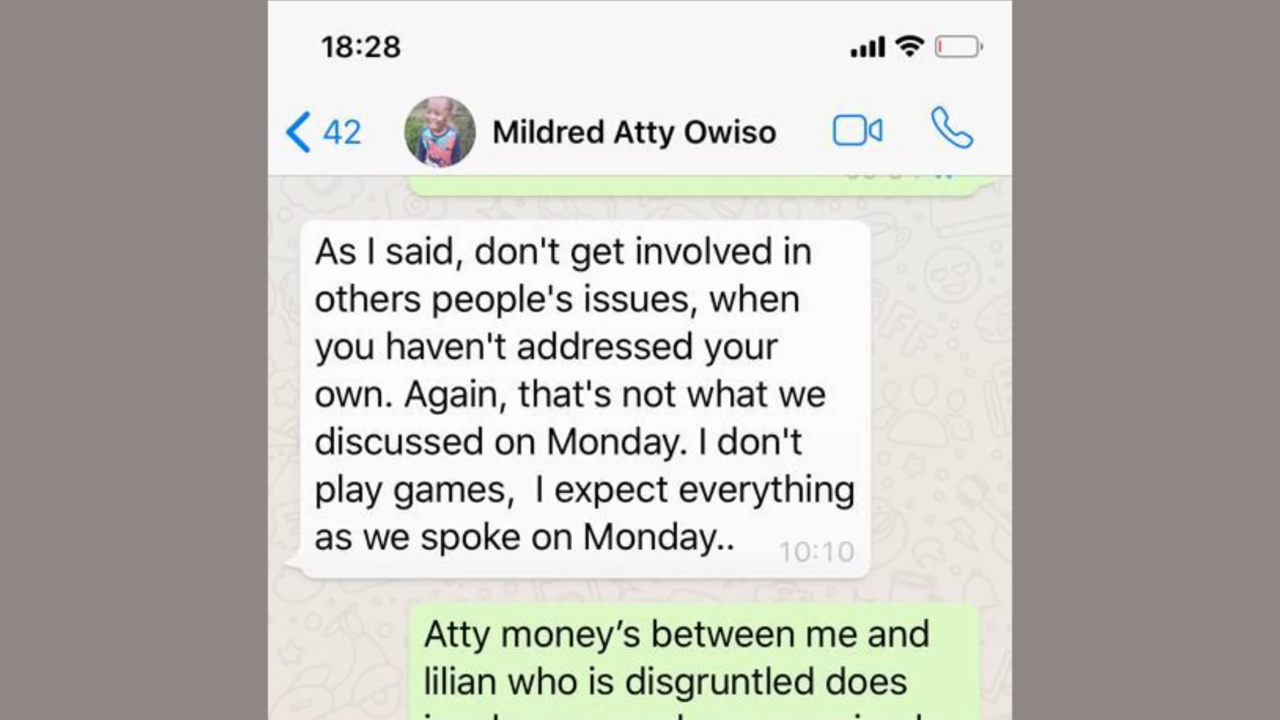 18:28
42
Mildred Atty Owiso
As I said, don't get involved in
others people's issues, when
you haven't addressed your
own. Again, that's not what we
discussed on Monday. I don't
play games,  I expect everything
as we spoke on Monday..
10:10
Atty money’s between me and
lilian who is disgruntled does